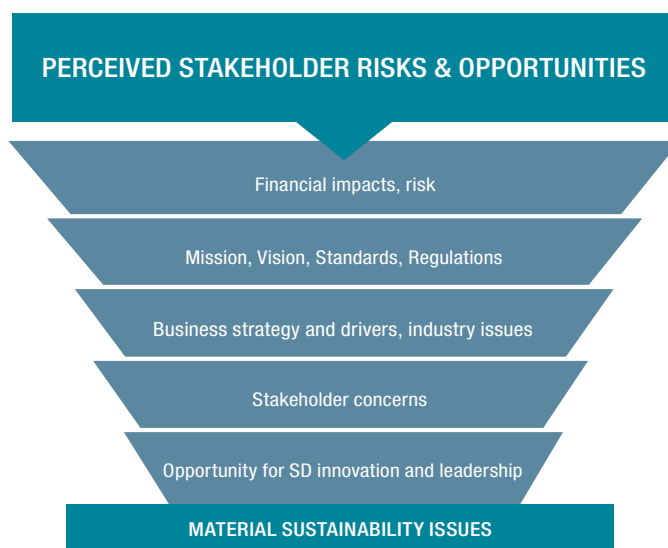 PERCEIVED STAKEHOLDER RISKS & OPPORTUNITIES
Financial impacts, risk
Mission, Vision, Standards, Regulations
Business strategy and drivers, industry issues
Stakeholder concerns
Opportunity for SD innovation and leadership
MATERIAL SUSTAINABILITY ISSUES